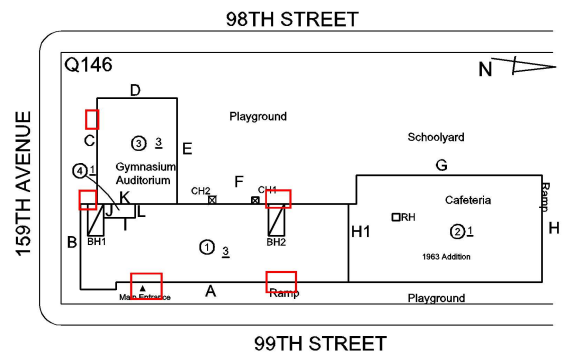 98TH STREET
Q146
N
D
Playground
C
3 3
E
Schoolyard
4 1
Gymnasium
Auditorium
G
K
CH2
F
CH1
Cafeteria
Ramp
J
L
I
RH
159TH AVENUE
B
BH1
BH2
H1
2 1
H
1 3
1963 Addition
Main Entrance
A
Ramp
Playground
99TH STREET